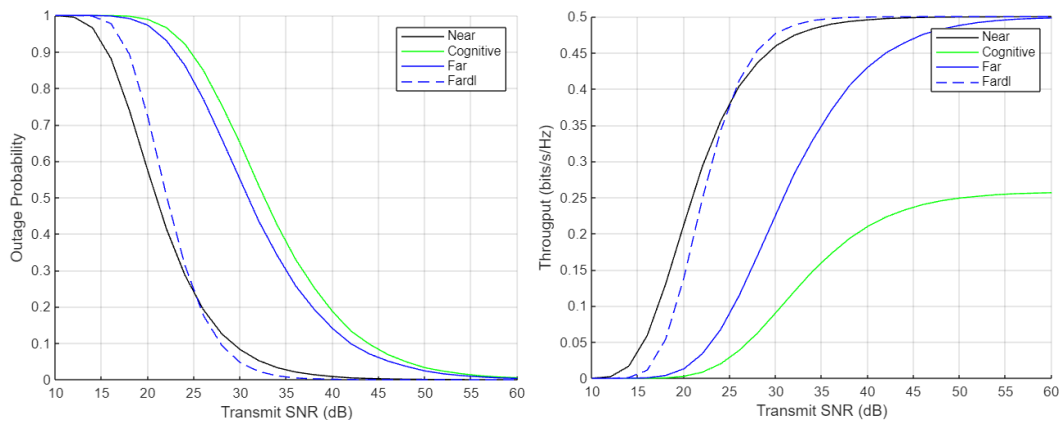 1
0.9
0.8
0.7
0.6
0.5
0.4
0.3
0.2
0.1
0
Outage Probability
10 15 20 25 30 35 40 45 50 55 60
Transmit SNR (dB)
Near
Cognitive
Far
Fardl
0.5
0.45
0.4
0.35
0.3
0.25
0.2
0.15
0.1
0.05
0
Througput (bits/s/Hz)
10 15 20 25 30 35 40 45 50 55 60
Transmit SNR (dB)
Near
Cognitive
Far
Fardl